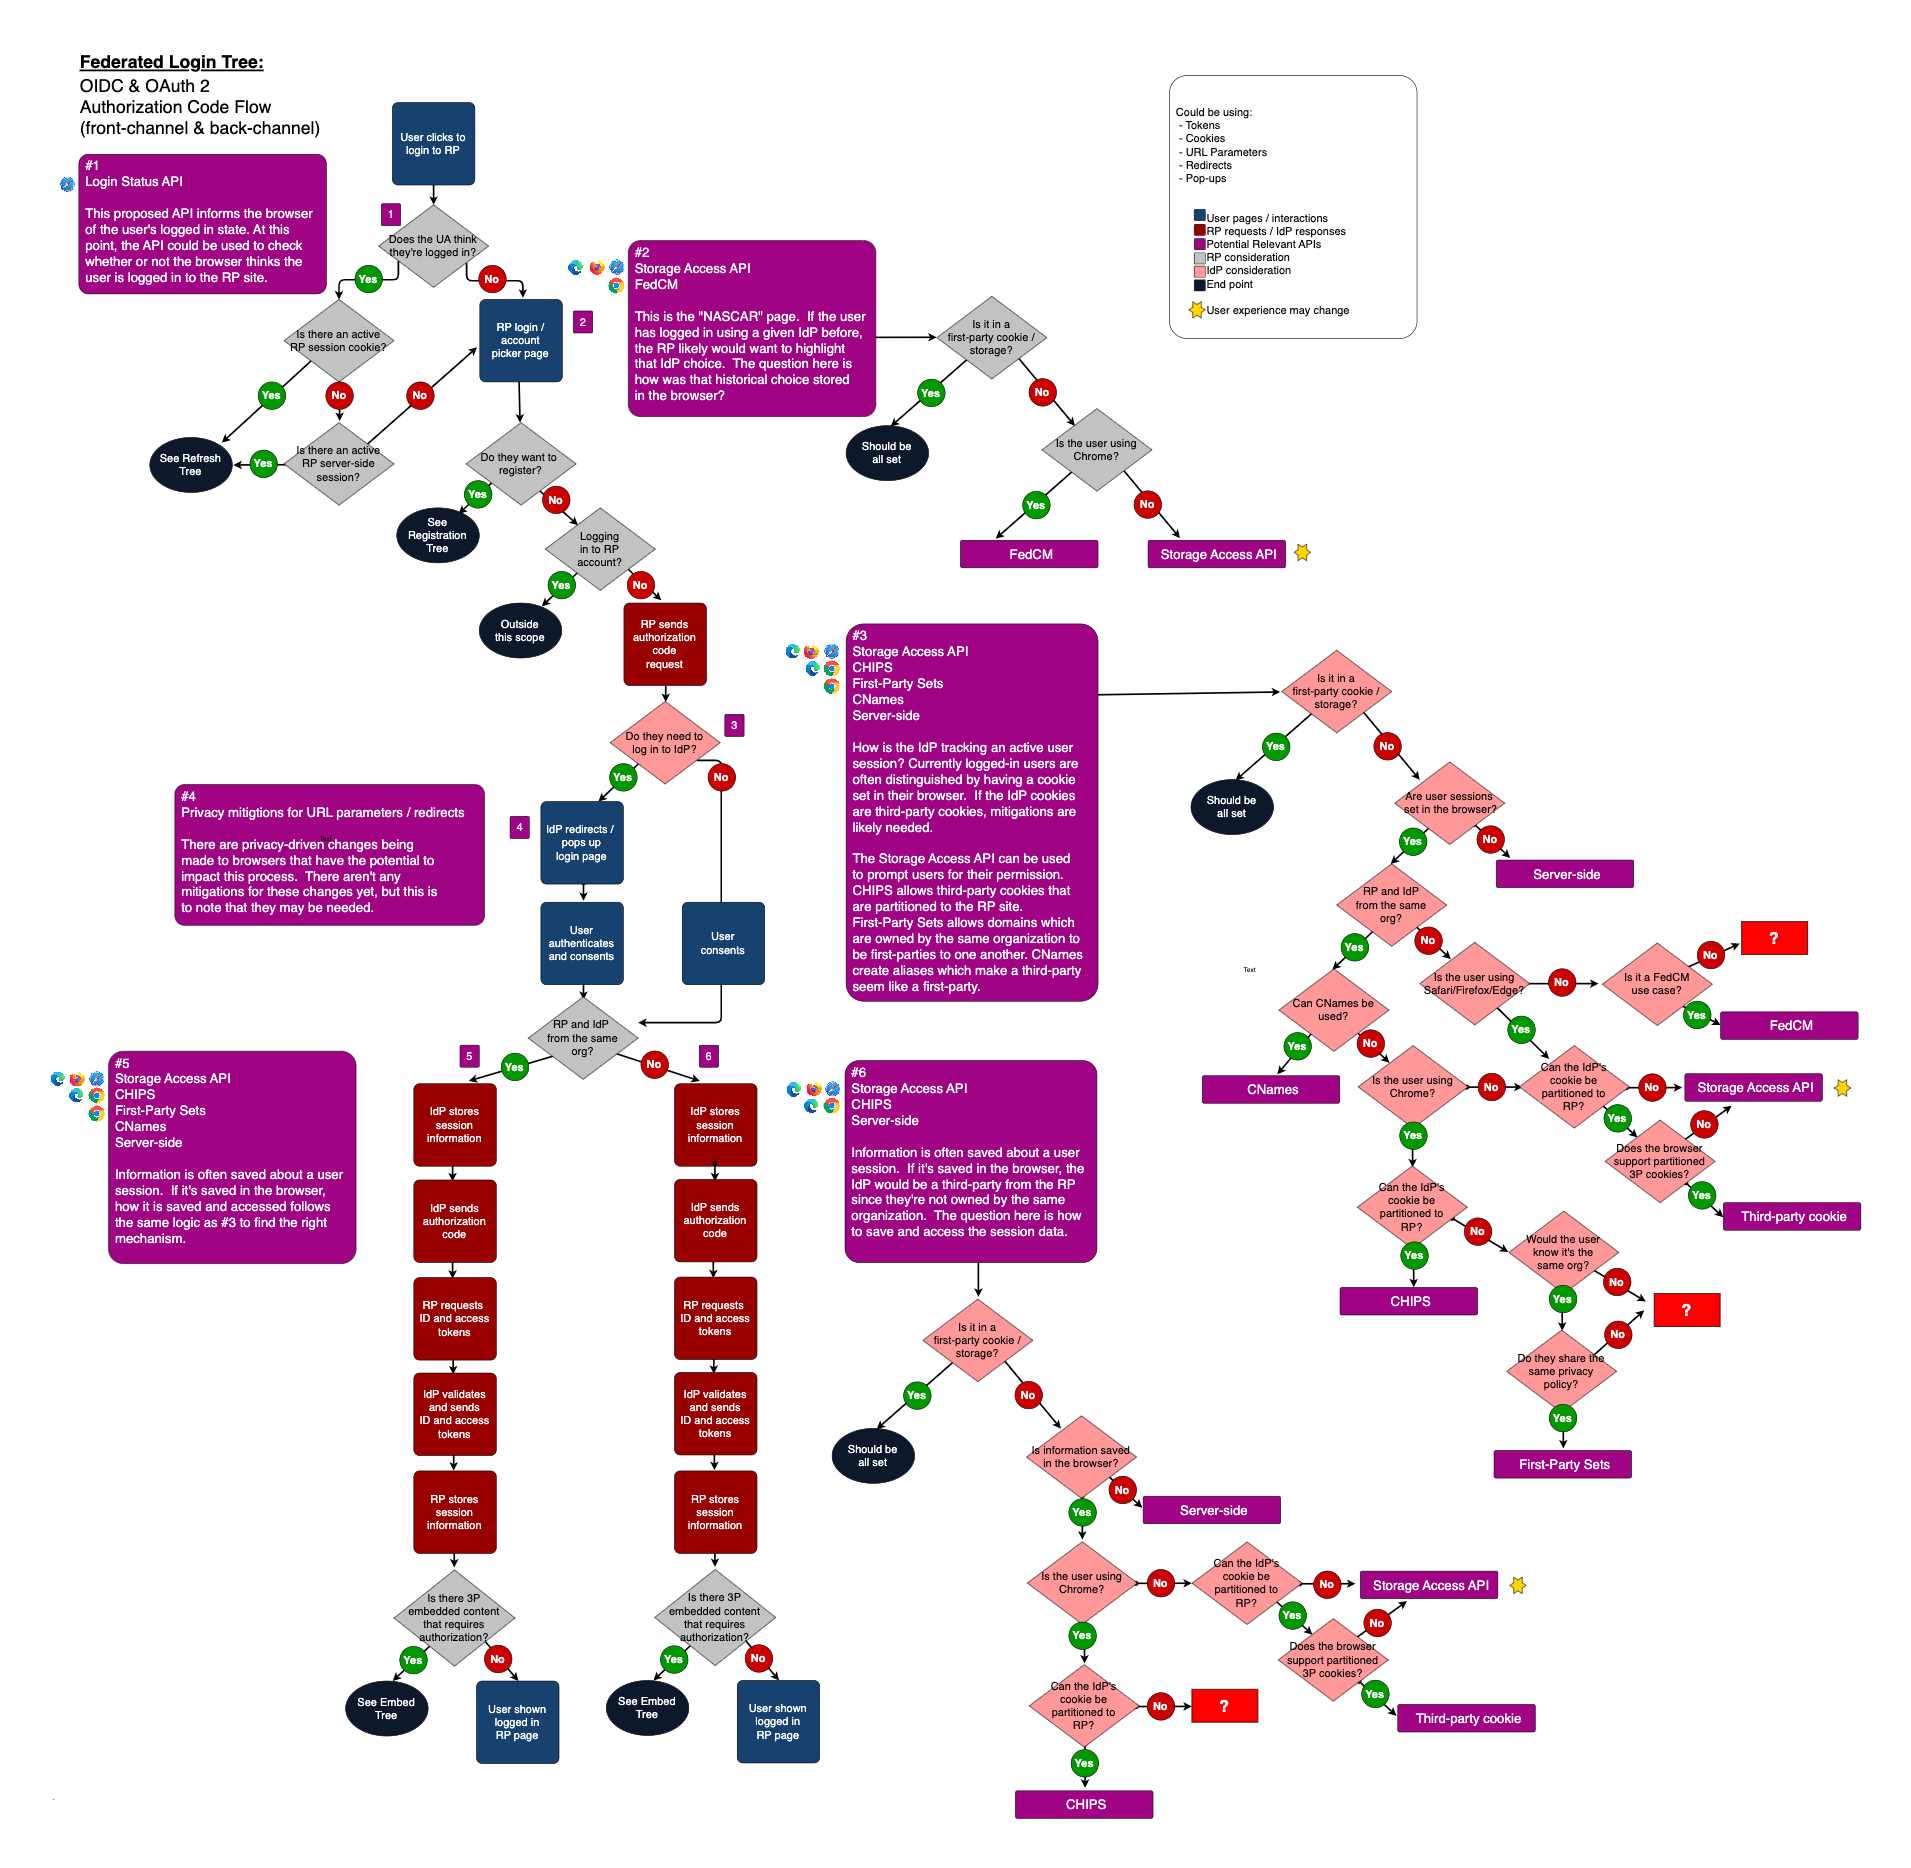 Federated Login Tree:
OIDC & OAuth 2
Authorization Code Flow
(front-channel & back-channel)
User clicks to
login to RP
Could be using:
- Tokens
- Cookies
- URL Parameters
- Redirects
- Pop-ups
User pages / interactions
RP requests / IdP responses
Potential Relevant APIs
RP consideration
IdP consideration
End point
User experience may change
#1
Login Status API
This proposed API informs the browser
of the user's logged in state. At this
point, the API could be used to check
whether or not the browser thinks the
user is logged in to the RP site.
1
Does the UA think
they're logged in?
Yes
No
Is there an active
RP session cookie?
RP login /
account
picker page
2
Yes
No
No
See Refresh
Tree
Yes
Is there an active
RP server-side
session?
Do they want to
register?
Yes
No
See
Registration
Tree
Logging
in to RP
account?
Yes
No
Outside
this scope
RP sends
authorization
code
request
#2
Storage Access API
FedCM
This is the "NASCAR" page.  If the user
has logged in using a given IdP before,
the RP likely would want to highlight
that IdP choice.  The question here is
how was that historical choice stored
in the browser?
Is it in a
first-party cookie /
storage?
Yes
No
Should be
all set
Is the user using
Chrome?
Yes
No
FedCM
Storage Access API
Do they need to
log in to IdP?
3
Yes
No
#4
Privacy mitigtions for URL parameters / redirects
Text
There are privacy-driven changes being
made to browsers that have the potential to
impact this process.  There aren't any
mitigations for these changes yet, but this is
to note that they may be needed.
4
IdP redirects /
pops up
login page
User
authenticates
and consents
User
consents
RP and IdP
from the same
org?
5
Yes
No
6
#3
Storage Access API
CHIPS
First-Party Sets
CNames
Server-side
How is the IdP tracking an active user
session? Currently logged-in users are
often distinguished by having a cookie
set in their browser.  If the IdP cookies
are third-party cookies, mitigations are
likely needed.
The Storage Access API can be used
to prompt users for their permission.
CHIPS allows third-party cookies that
are partitioned to the RP site.
First-Party Sets allows domains which
are owned by the same organization to
be first-parties to one another. CNames
create aliases which make a third-party
seem like a first-party.
Is it in a
first-party cookie /
storage?
Yes
No
Should be
all set
Are user sessions
set in the browser?
Yes
No
Server-side
RP and IdP
from the same
org?
Yes
No
Text
Is the user using
Safari/Firefox/Edge?
No
Is it a FedCM
use case?
No
?
Yes
FedCM
Can CNames be
used?
Yes
No
Yes
CNames
Is the user using
Chrome?
No
Can the IdP's
cookie be
partitioned to
RP?
No
Storage Access API
Yes
No
Does the browser
support partitioned
3P cookies?
Yes
Third-party cookie
Yes
Can the IdP's
cookie be
partitioned to
RP?
No
Yes
CHIPS
Would the user
know it's the
same org?
No
Yes
?
No
Do they share the
same privacy
policy?
Yes
First-Party Sets
#5
Storage Access API
CHIPS
First-Party Sets
CNames
Server-side
Information is often saved about a user
session.  If it's saved in the browser,
how it is saved and accessed follows
the same logic as #3 to find the right
mechanism.
IdP stores
session
information
IdP sends
authorization
code
RP requests
ID and access
tokens
IdP validates
and sends
ID and access
tokens
RP stores
session
information
Is there 3P
embedded content
that requires
authorization?
Yes
No
See Embed
Tree
User shown
logged in
RP page
IdP stores
session
information
IdP sends
authorization
code
RP requests
ID and access
tokens
IdP validates
and sends
ID and access
tokens
RP stores
session
information
Is there 3P
embedded content
that requires
authorization?
Yes
No
See Embed
Tree
User shown
logged in
RP page
#6
Storage Access API
CHIPS
Server-side
Information is often saved about a user
session.  If it's saved in the browser, the
IdP would be a third-party from the RP
since they're not owned by the same
organization.  The question here is how
to save and access the session data.
Is it in a
first-party cookie /
storage?
Yes
No
Should be
all set
Is information saved
in the browser?
No
Yes
Server-side
Is the user using
Chrome?
No
Can the IdP's
cookie be
partitioned to
RP?
No
Storage Access API
Yes
No
Does the browser
support partitioned
3P cookies?
Yes
Third-party cookie
Yes
Can the IdP's
cookie be
partitioned to
RP?
No
?
Yes
CHIPS